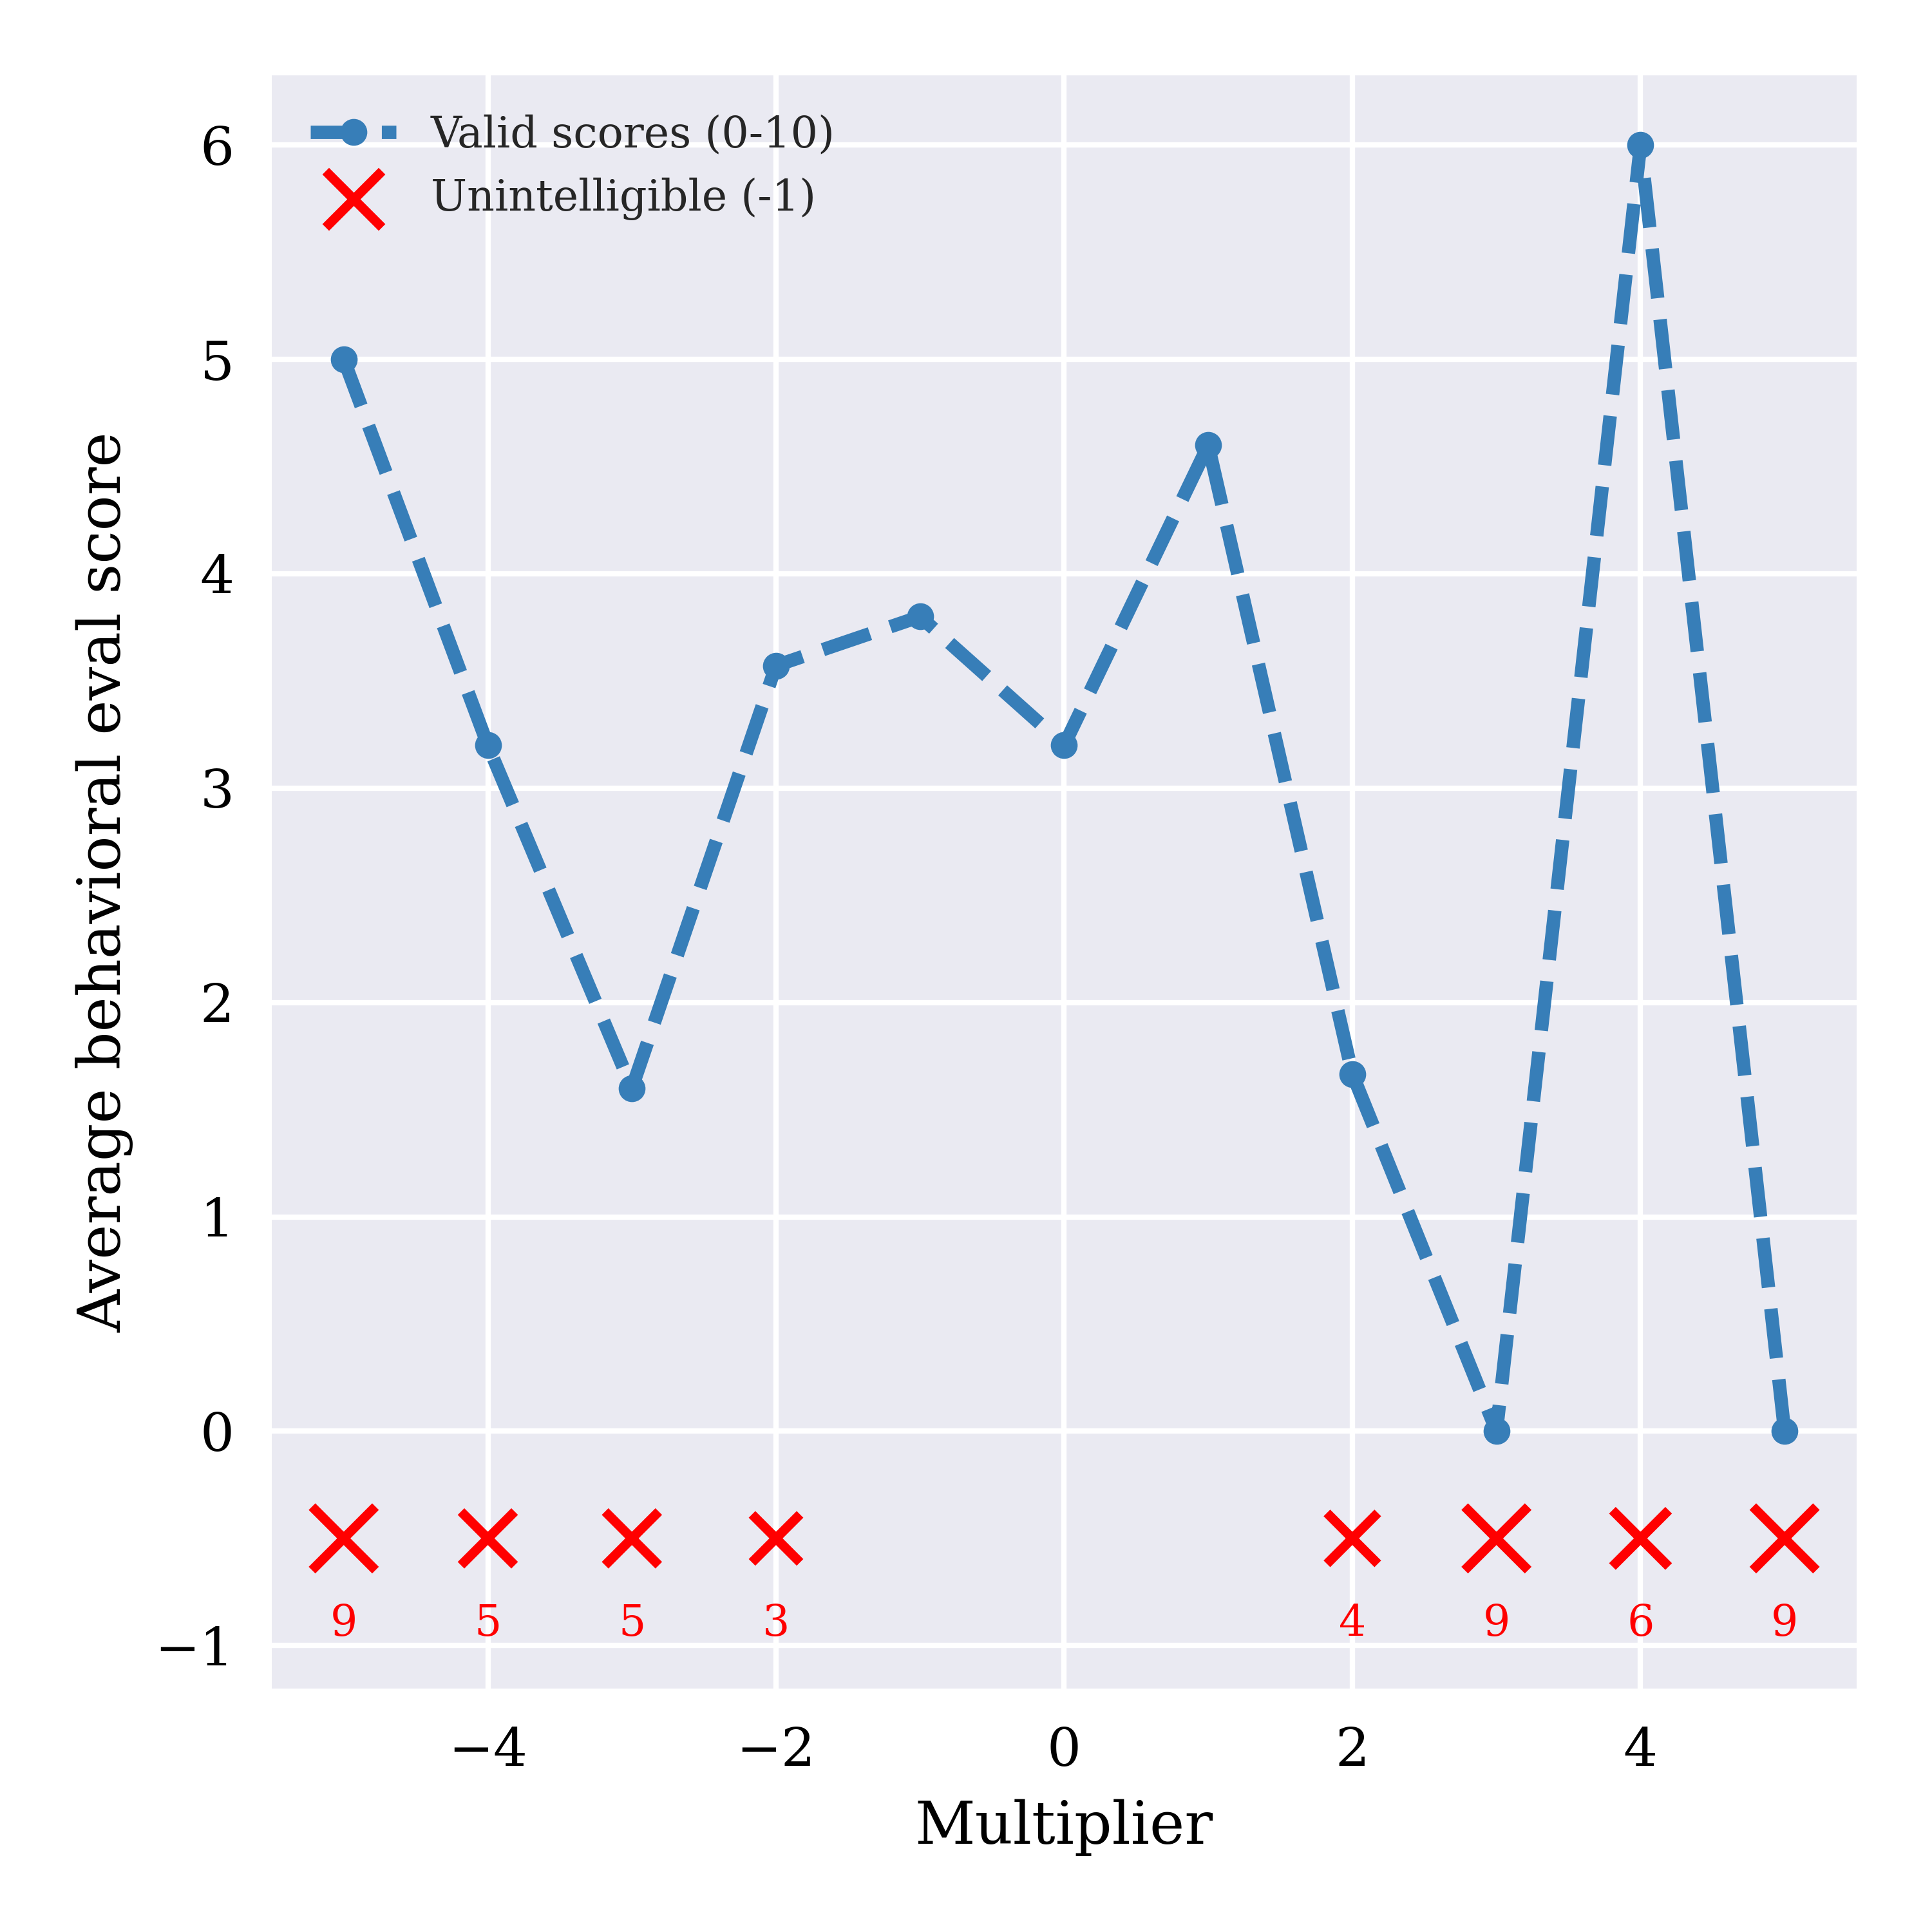 Valid scores (0-10)
Unintelligible (-1)
6
5
4
3
2
1
0
−1
Average behavioral eval score
9 5 5 3 4 9 6 9
−4 −2 0 2 4
Multiplier